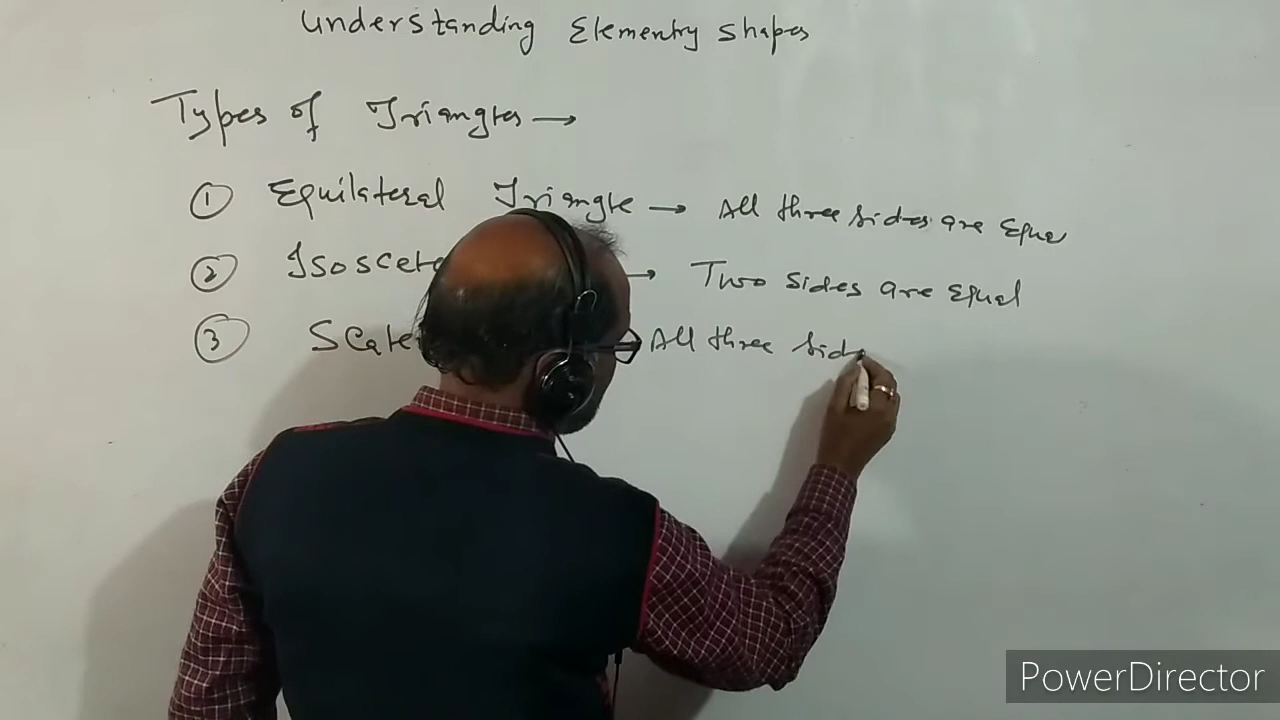 Understanding Elementry Shapes
Types of Triangles →
① Equilateral Triangle → All three sides are Equa
② Isoscele → Two Sides are Equal
③ Scale All three Side
PowerDirector